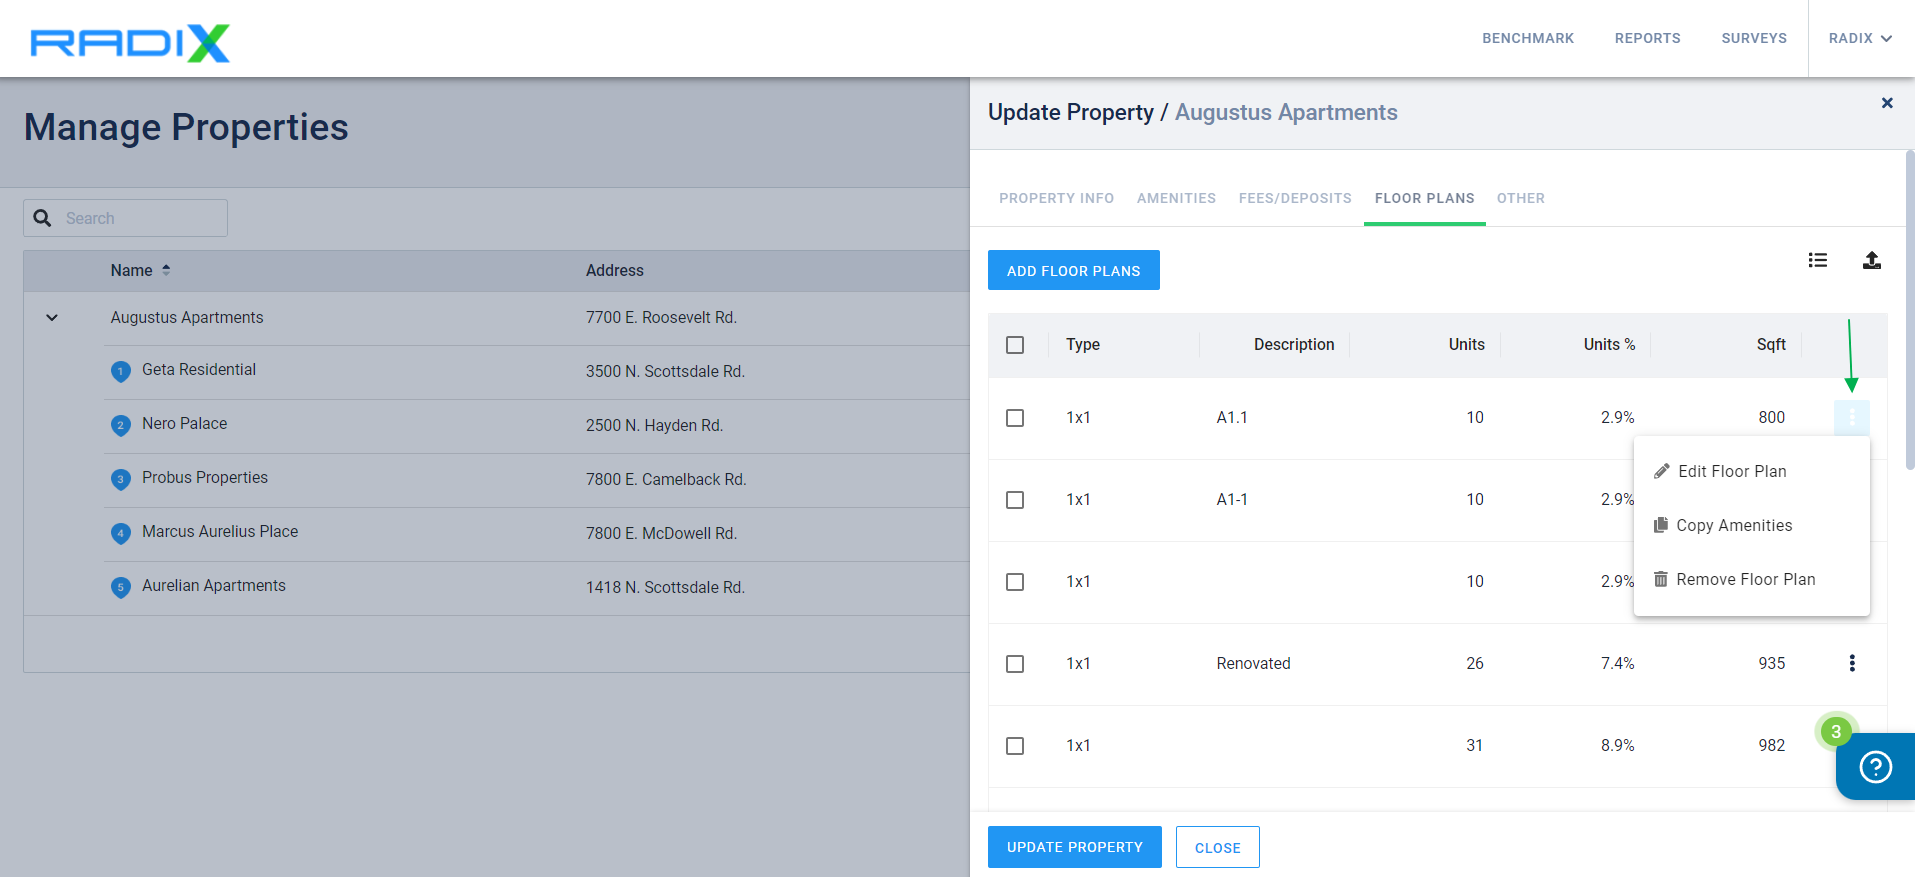 RADIX
BENCHMARK REPORTS SURVEYS RADIX
Manage Properties
Search
Name Address
Augustus Apartments 7700 E. Roosevelt Rd.
1 Geta Residential 3500 N. Scottsdale Rd.
2 Nero Palace 2500 N. Hayden Rd.
3 Probus Properties 7800 E. Camelback Rd.
4 Marcus Aurelius Place 7800 E. McDowell Rd.
5 Aurelian Apartments 1418 N. Scottsdale Rd.
Update Property / Augustus Apartments
PROPERTY INFO AMENITIES FEES/DEPOSITS FLOOR PLANS OTHER
ADD FLOOR PLANS
Type Description Units Units % Sqft
1x1 A1.1 10 2.9% 800
1x1 A1-1 10 2.9%
1x1 10 2.9%
1x1 Renovated 26 7.4% 935
1x1 31 8.9% 982
Edit Floor Plan
Copy Amenities
Remove Floor Plan
3
?
UPDATE PROPERTY CLOSE